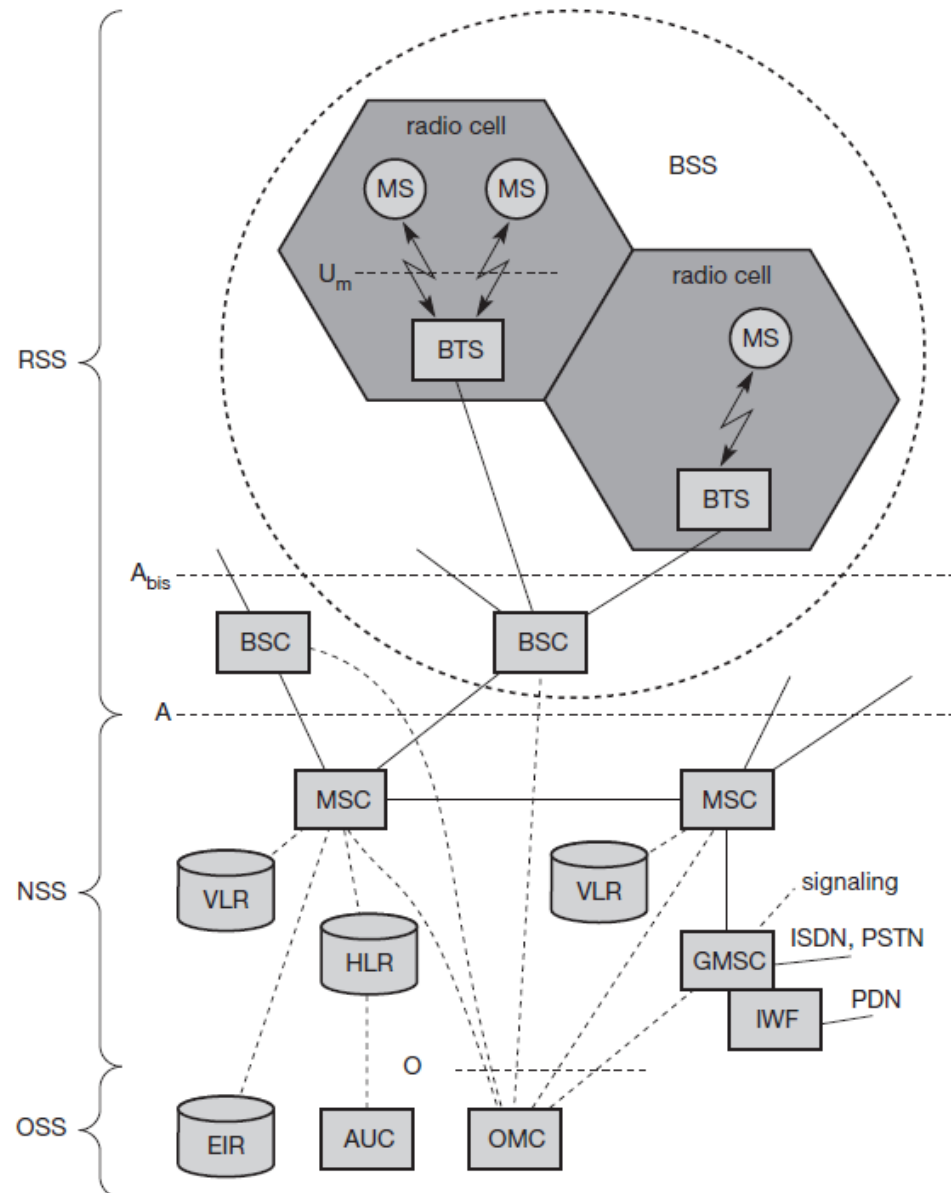 radio cell
BSS
MS
MS
radio cell
Um
MS
BTS
RSS
BTS
Abis
BSC
BSC
A
MSC
MSC
VLR
VLR
signaling
NSS
HLR
GMSC
ISDN, PSTN
IWF
PDN
O
OSS
EIR
AUC
OMC